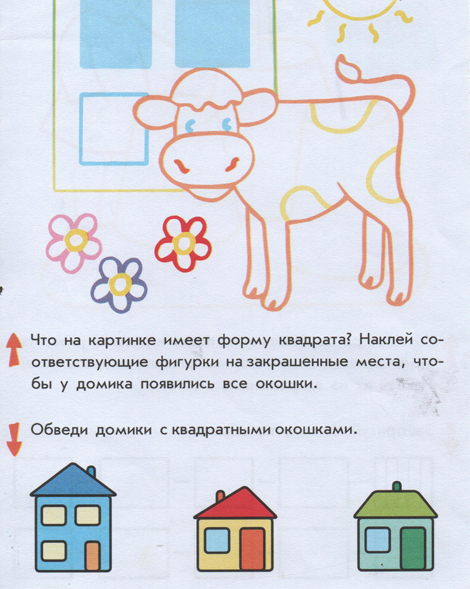 Что на картинке имеет форму квадрата? Наклей со-
ответствующие фигурки на закрашенные места, что-
бы у домика появились все окошки.
Обведи домики с квадратными окошками.